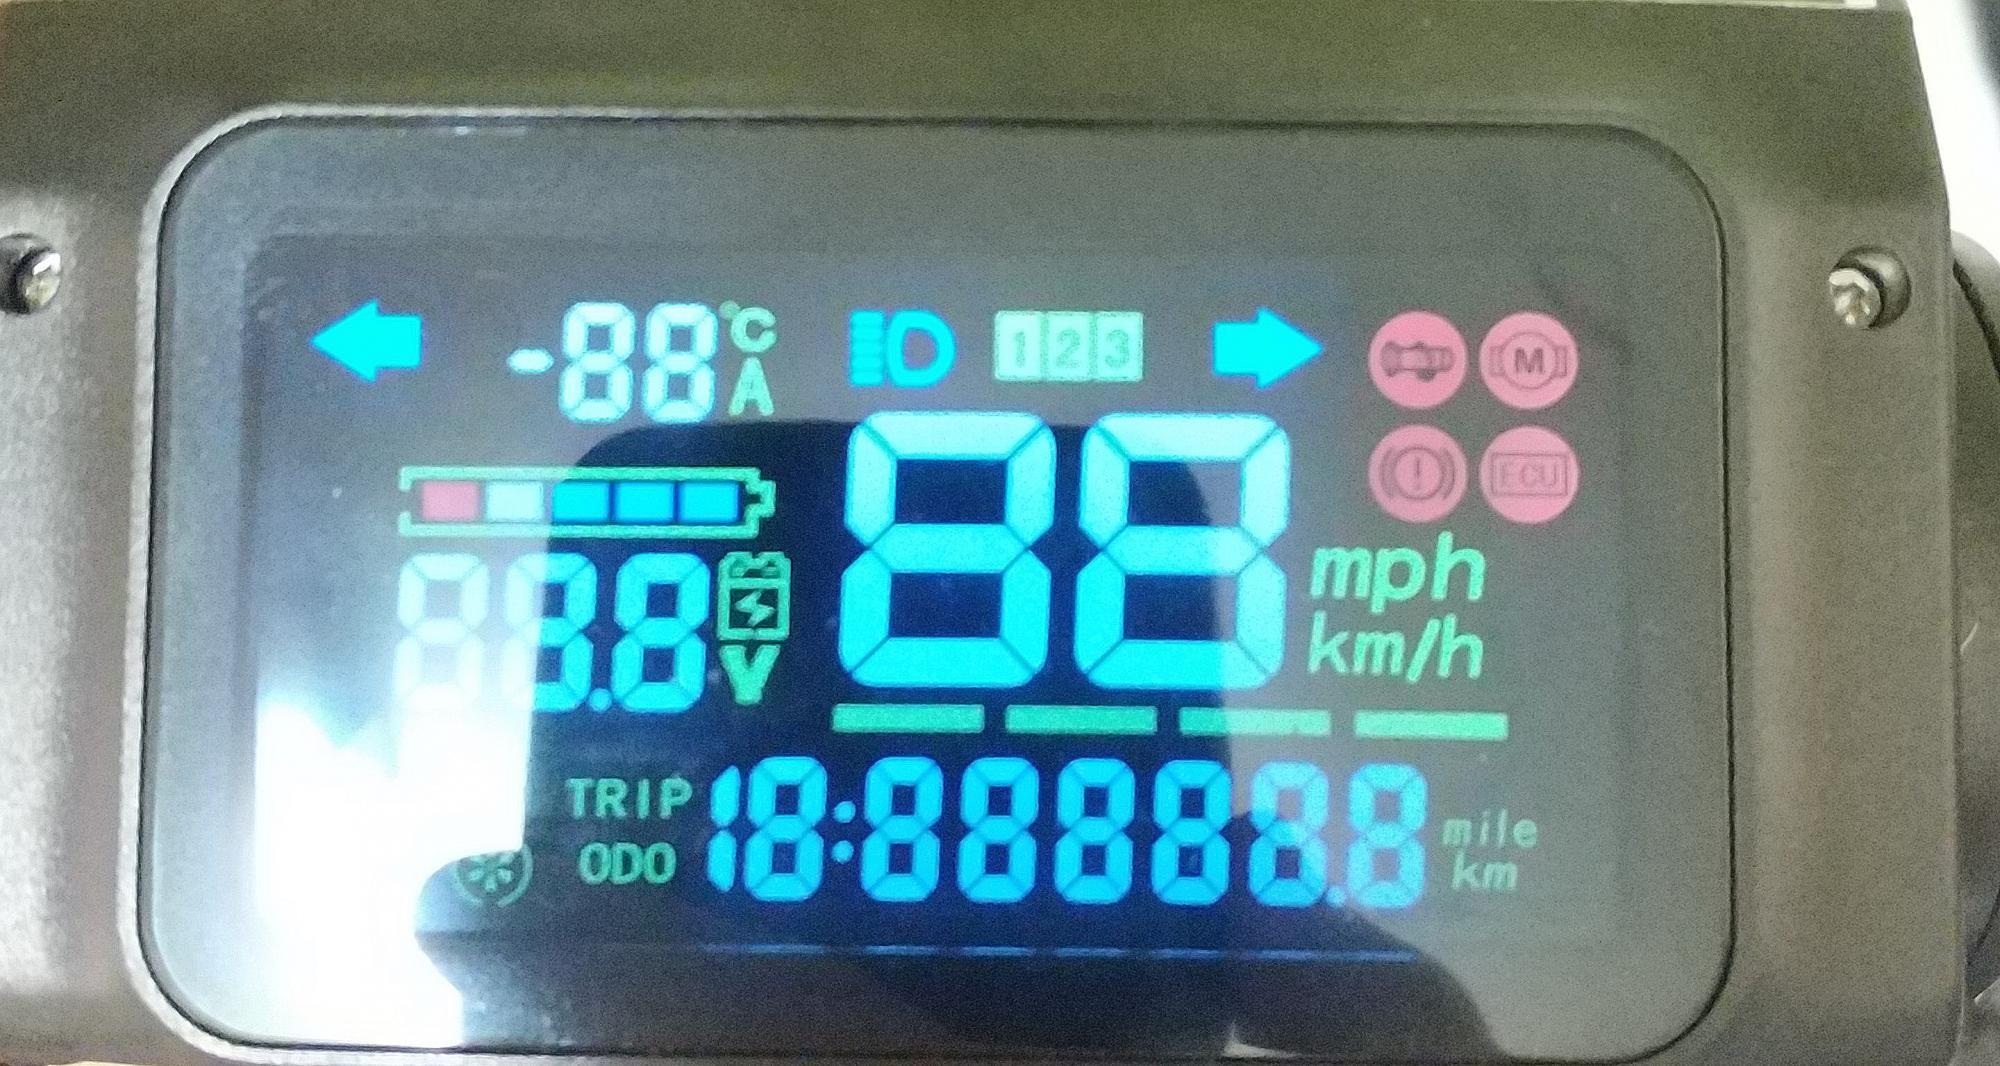 -88 °C
A
123
M
88
ECU
88.8
V
mph
km/h
TRIP
ODO
18:88888.8
mile
km